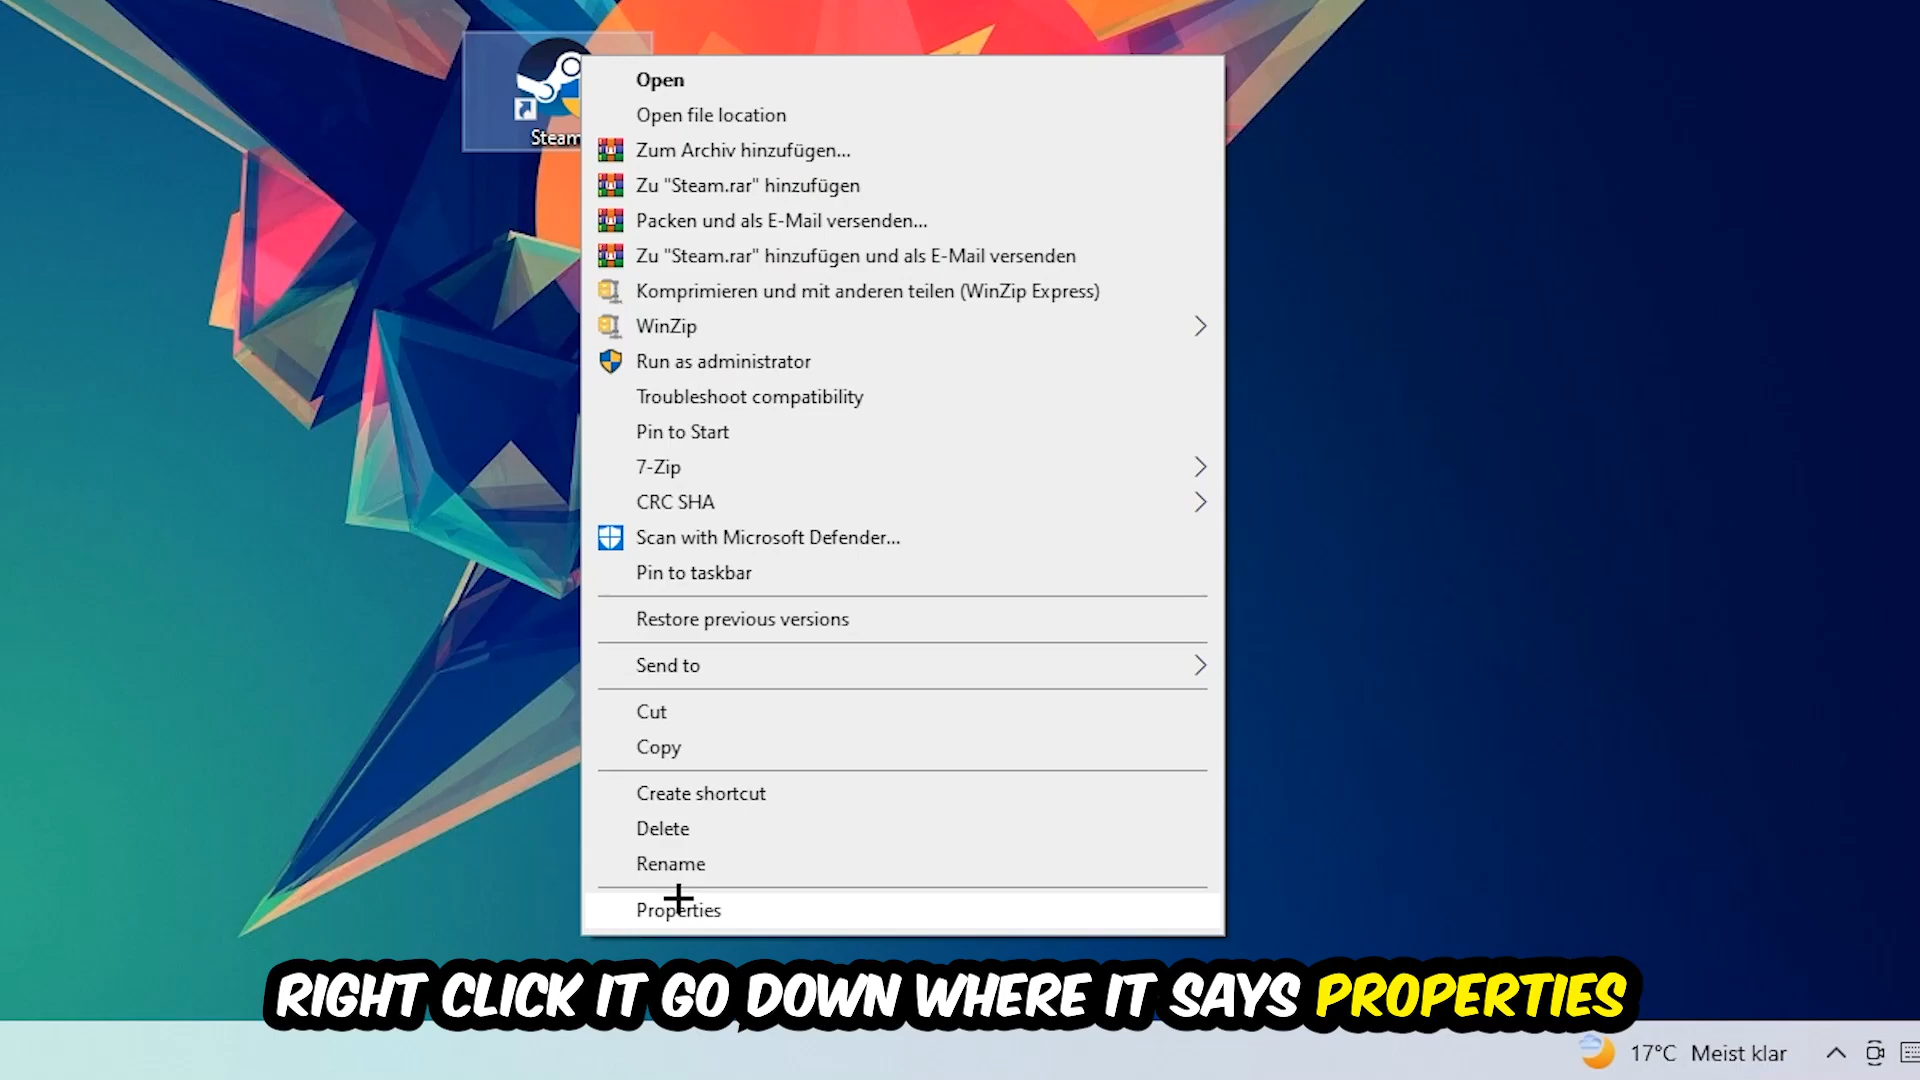 Steam
Open
Open file location
Zum Archiv hinzufügen...
Zu "Steam.rar" hinzufügen
Packen und als E-Mail versenden...
Zu "Steam.rar" hinzufügen und als E-Mail versenden
Komprimieren und mit anderen teilen (WinZip Express)
WinZip
Run as administrator
Troubleshoot compatibility
Pin to Start
7-Zip
CRC SHA
Scan with Microsoft Defender...
Pin to taskbar
Restore previous versions
Send to
Cut
Copy
Create shortcut
Delete
Rename
Properties
RIGHT CLICK IT GO DOWN WHERE IT SAYS PROPERTIES
17°C Meist klar